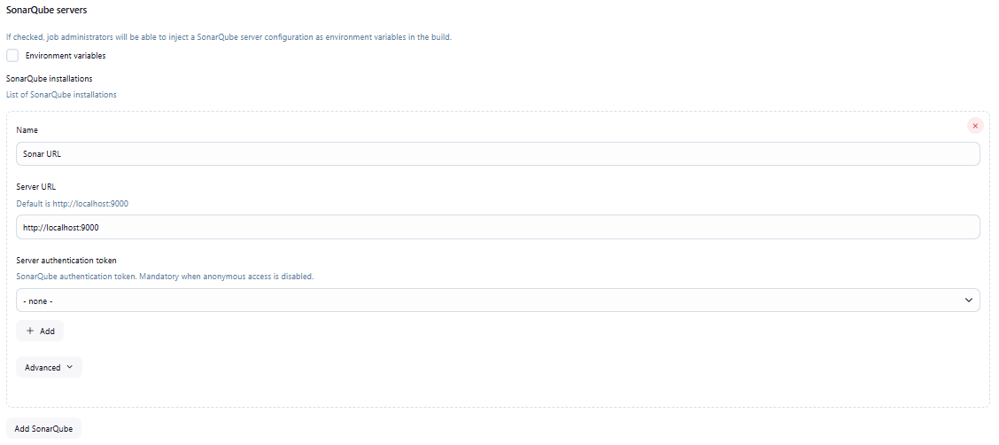 SonarQube servers
If checked, job administrators will be able to inject a SonarQube server configuration as environment variables in the build.
Environment variables
SonarQube installations
List of SonarQube installations
Name
Sonar URL
Server URL
Default is http://localhost:9000
http://localhost:9000
Server authentication token
SonarQube authentication token. Mandatory when anonymous access is disabled.
- none -
+ Add
Advanced
Add SonarQube